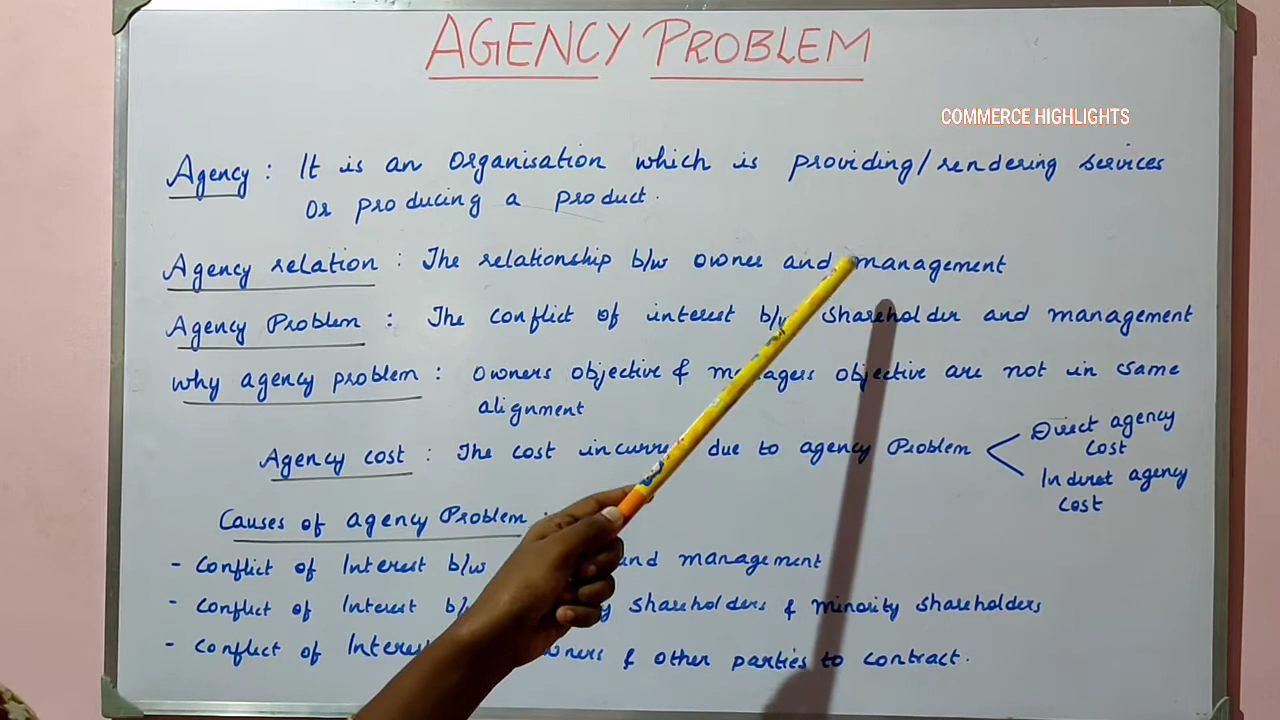 AGENCY PROBLEM
COMMERCE HIGHLIGHTS
Agency : It is an Organisation which is providing/rendering services
Or producing a product.
Agency relation : The relationship b/w owner and management
Agency Problem : The Conflict of interest b/w Shareholder and management
Why agency problem : Owners objective & managers objective are not in same
alignment
Agency cost : The cost incurred due to agency Problem
Direct agency
Cost
Indirect agency
Cost
Causes of agency Problem :
- Conflict of Interest b/w and management
- Conflict of Interest shareholders & minority shareholders
- Conflict of Interest & other parties to contract.